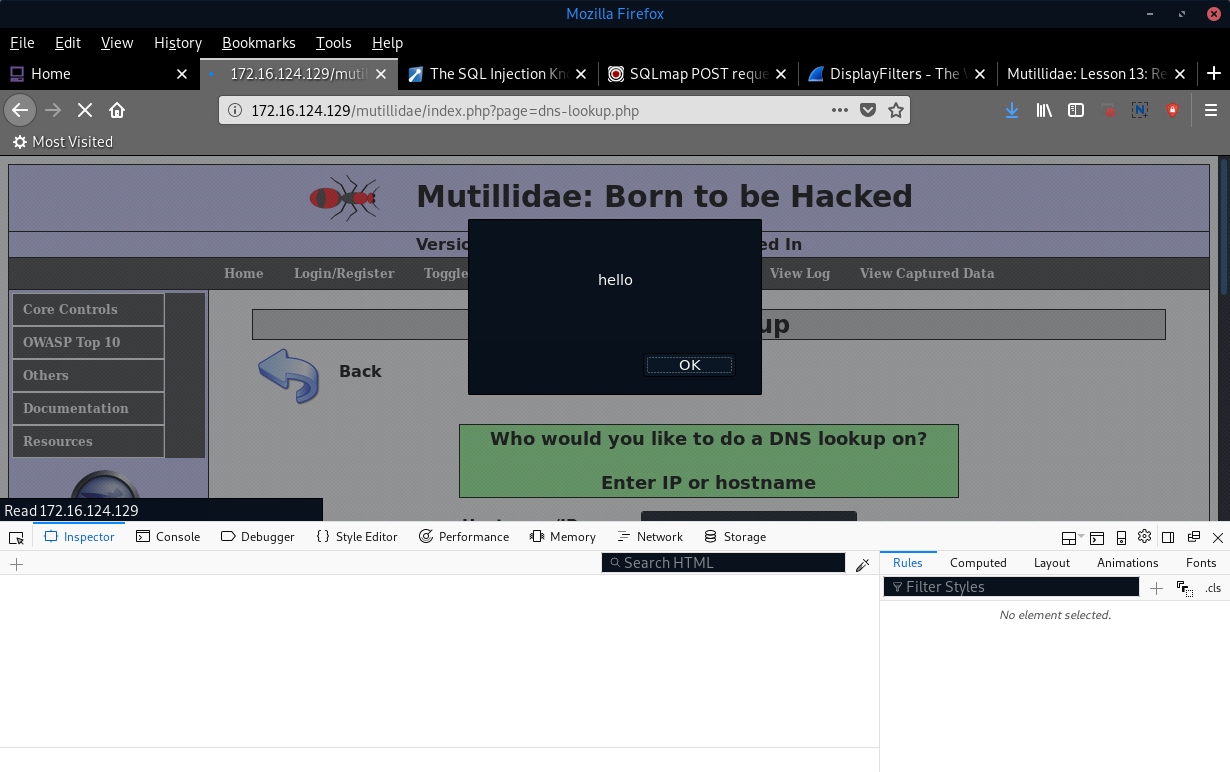 Mozilla Firefox
File Edit View History Bookmarks Tools Help
Home 172.16.124.129/mutil The SQL Injection Kn SQLmap POST reque DisplayFilters - The W Mutillidae: Lesson 13: Re
172.16.124.129/mutillidae/index.php?page=dns-lookup.php
Most Visited
Mutillidae: Born to be Hacked
Versio ed In
Home Login/Register Toggle View Log View Captured Data
hello
OK
Core Controls
OWASP Top 10
Others
Documentation
Resources
up
Back
Who would you like to do a DNS lookup on?
Enter IP or hostname
Read 172.16.124.129
Inspector Console Debugger {} Style Editor Performance Memory Network Storage
Search HTML
Rules Computed Layout Animations Fonts
Filter Styles .cls
No element selected.